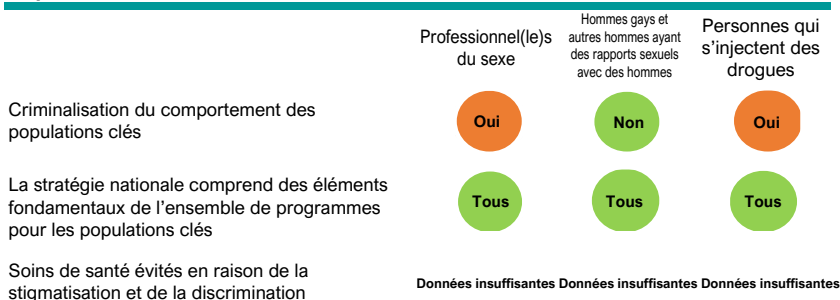 Professionnel(le)s
du sexe
Hommes gays et
autres hommes ayant
des rapports sexuels
avec des hommes
Personnes qui
s'injectent des
drogues
Criminalisation du comportement des
populations clés
Oui
Non
Oui
La stratégie nationale comprend des éléments
fondamentaux de l'ensemble de programmes
pour les populations clés
Tous
Tous
Tous
Soins de santé évités en raison de la
stigmatisation et de la discrimination
Données insuffisantes Données insuffisantes Données insuffisantes